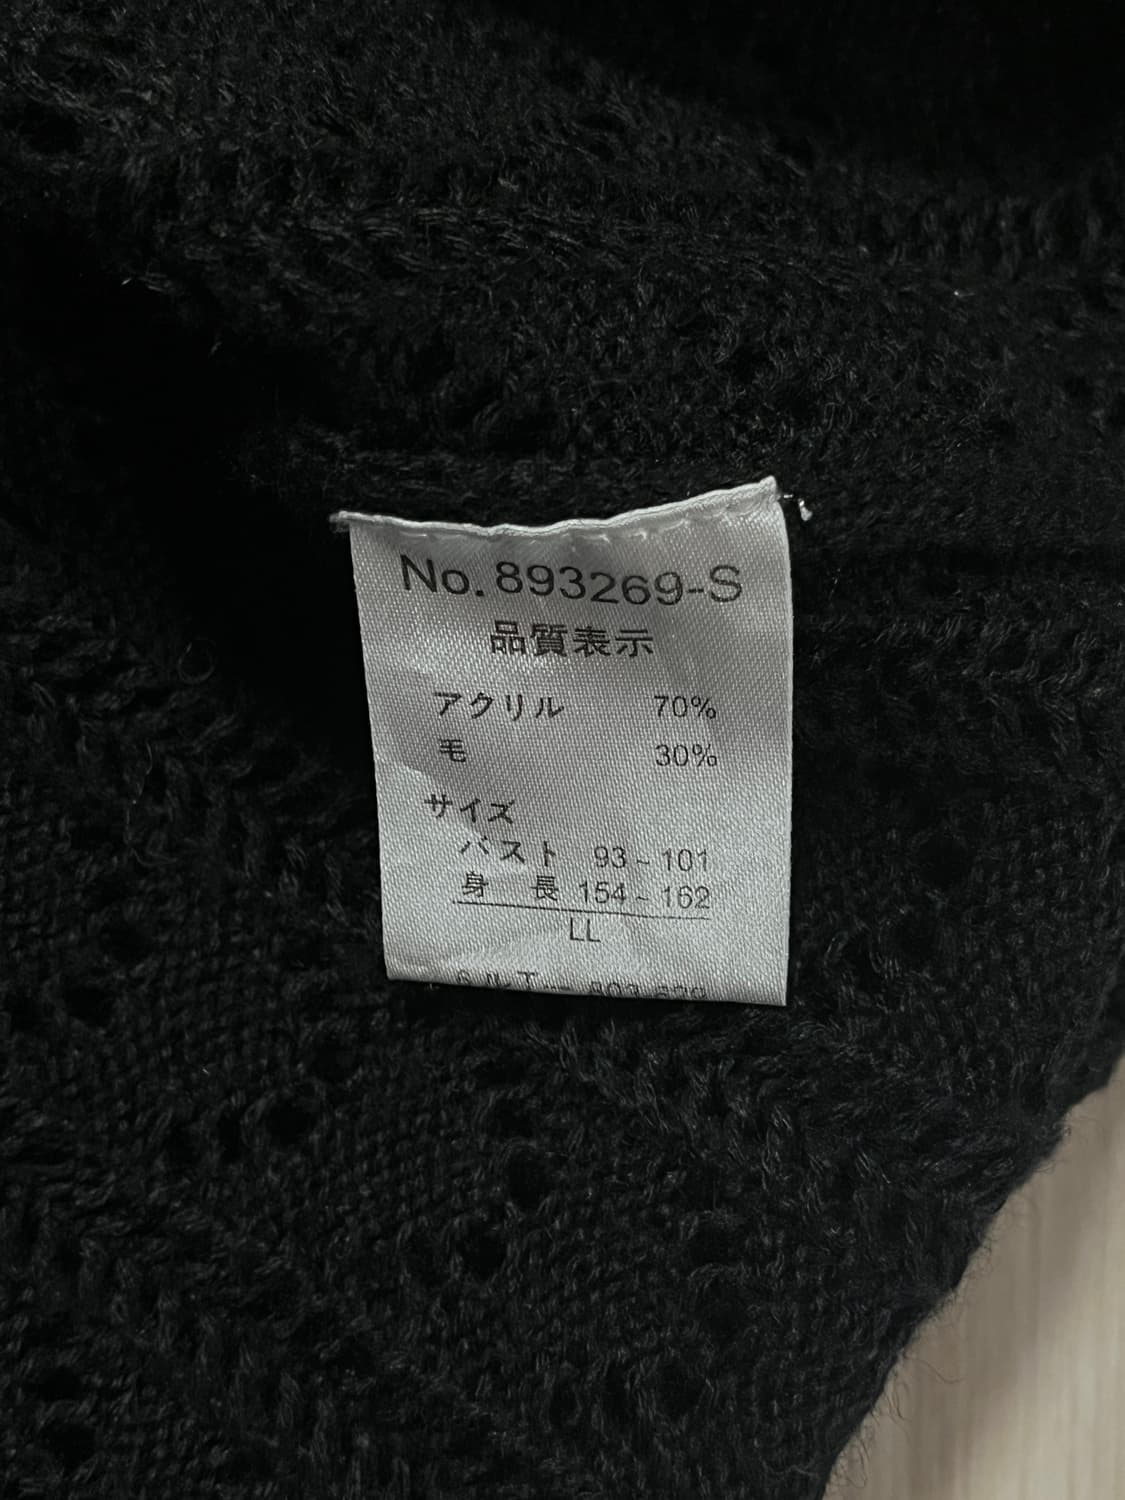 No. 893269-S
品質表示
アクリル 70%
毛 30%
サイズ
バスト 93 ~ 101
身 長 154 ~ 162
LL